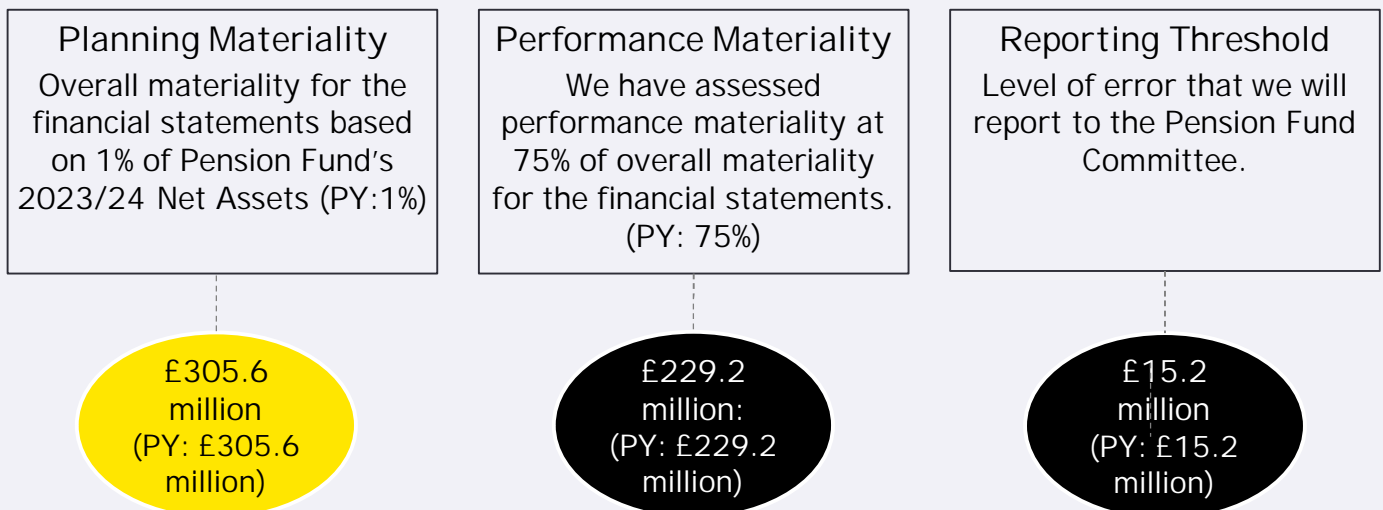 Planning Materiality
Overall materiality for the
financial statements based
on 1% of Pension Fund's
2023/24 Net Assets (PY:1%)
Performance Materiality
We have assessed
performance materiality at
75% of overall materiality
for the financial statements.
(PY: 75%)
Reporting Threshold
Level of error that we will
report to the Pension Fund
Committee.
£305.6
million
(PY: £305.6
million)
£229.2
million:
(PY: £229.2
million)
£15.2
million
(PY: £15.2
million)